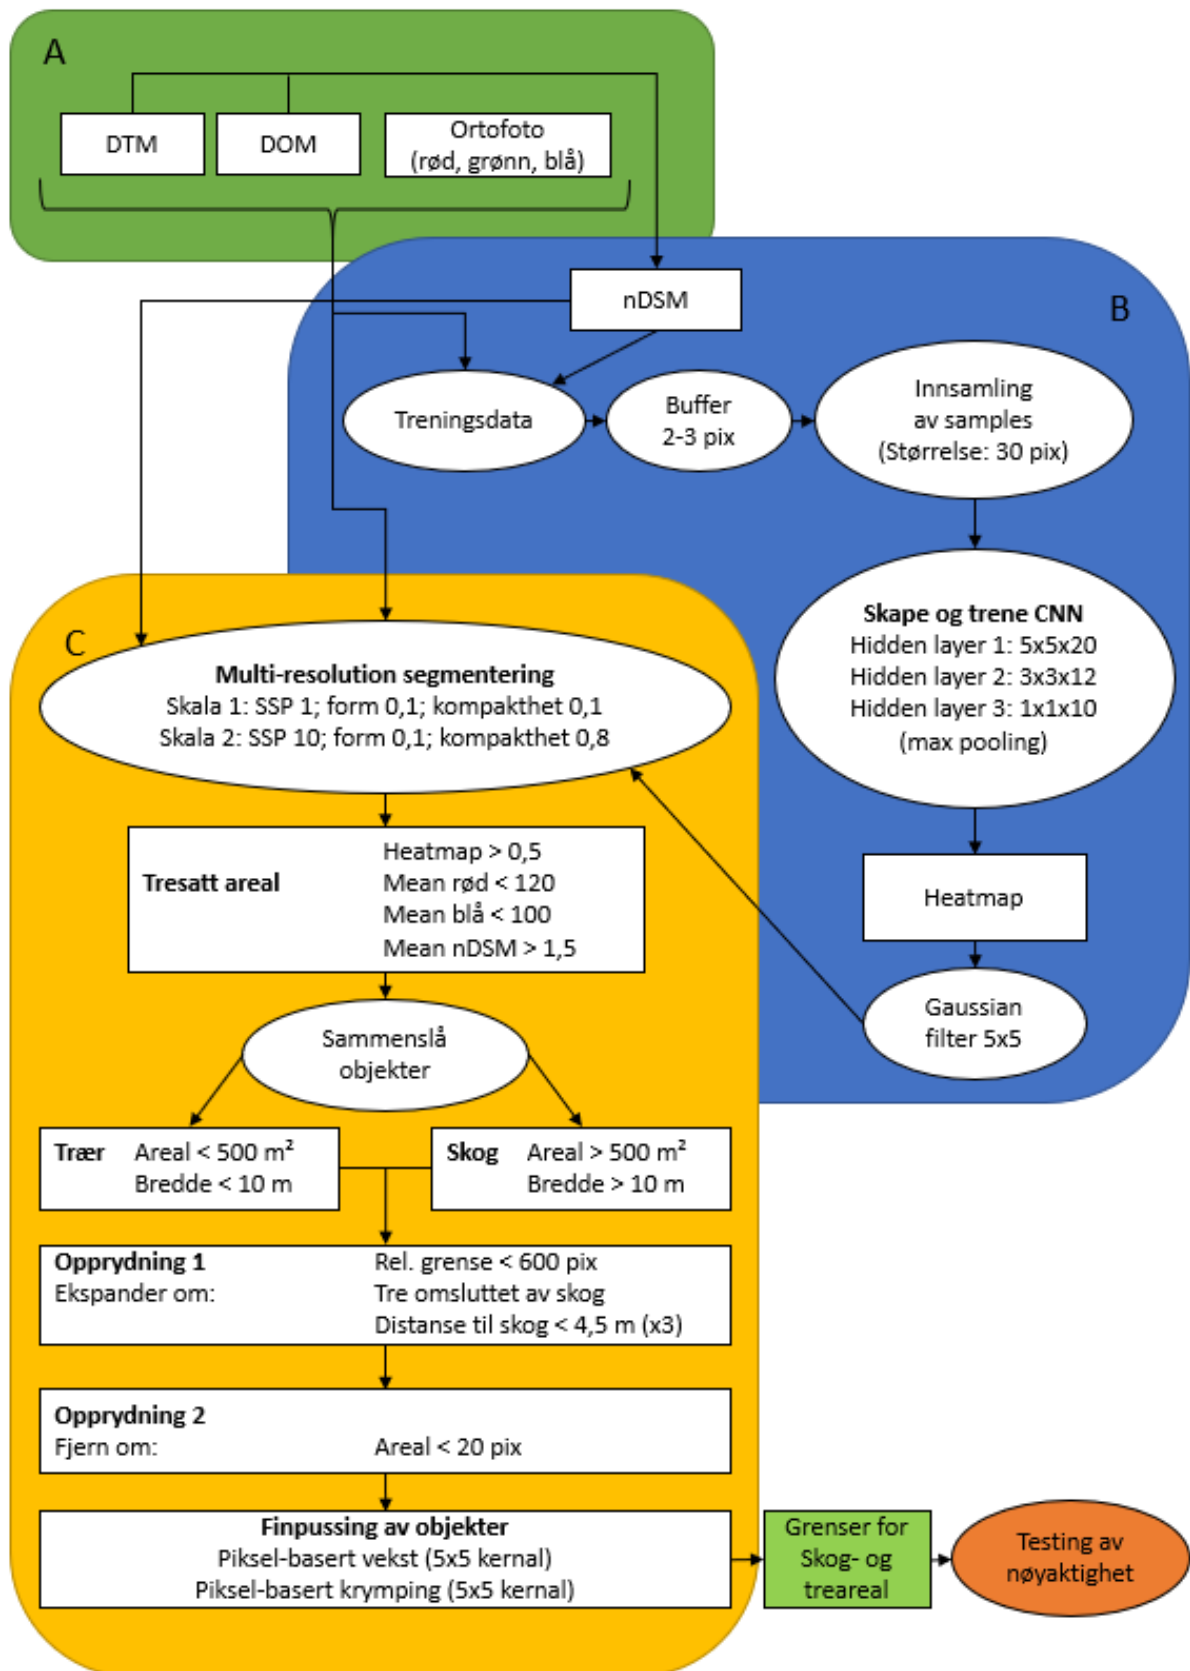 A
DTM
DOM
Ortofoto
(rød, grønn, blå)
B
nDSM
Treningsdata
Buffer
2-3 pix
Innsamling
av samples
(Størrelse: 30 pix)
Skape og trene CNN
Hidden layer 1: 5x5x20
Hidden layer 2: 3x3x12
Hidden layer 3: 1x1x10
(max pooling)
Heatmap
Gaussian
filter 5x5
C
Multi-resolution segmentering
Skala 1: SSP 1; form 0,1; kompakthet 0,1
Skala 2: SSP 10; form 0,1; kompakthet 0,8
Tresatt areal
Heatmap > 0,5
Mean rød < 120
Mean blå < 100
Mean nDSM > 1,5
Sammenslå
objekter
Trær Areal < 500 m²
Bredde < 10 m
Skog Areal > 500 m²
Bredde > 10 m
Opprydning 1 Rel. grense < 600 pix
Ekspander om: Tre omsluttet av skog
Distanse til skog < 4,5 m (x3)
Opprydning 2
Fjern om: Areal < 20 pix
Finpussing av objekter
Piksel-basert vekst (5x5 kernal)
Piksel-basert krymping (5x5 kernal)
Grenser for
Skog- og
treareal
Testing av
nøyaktighet